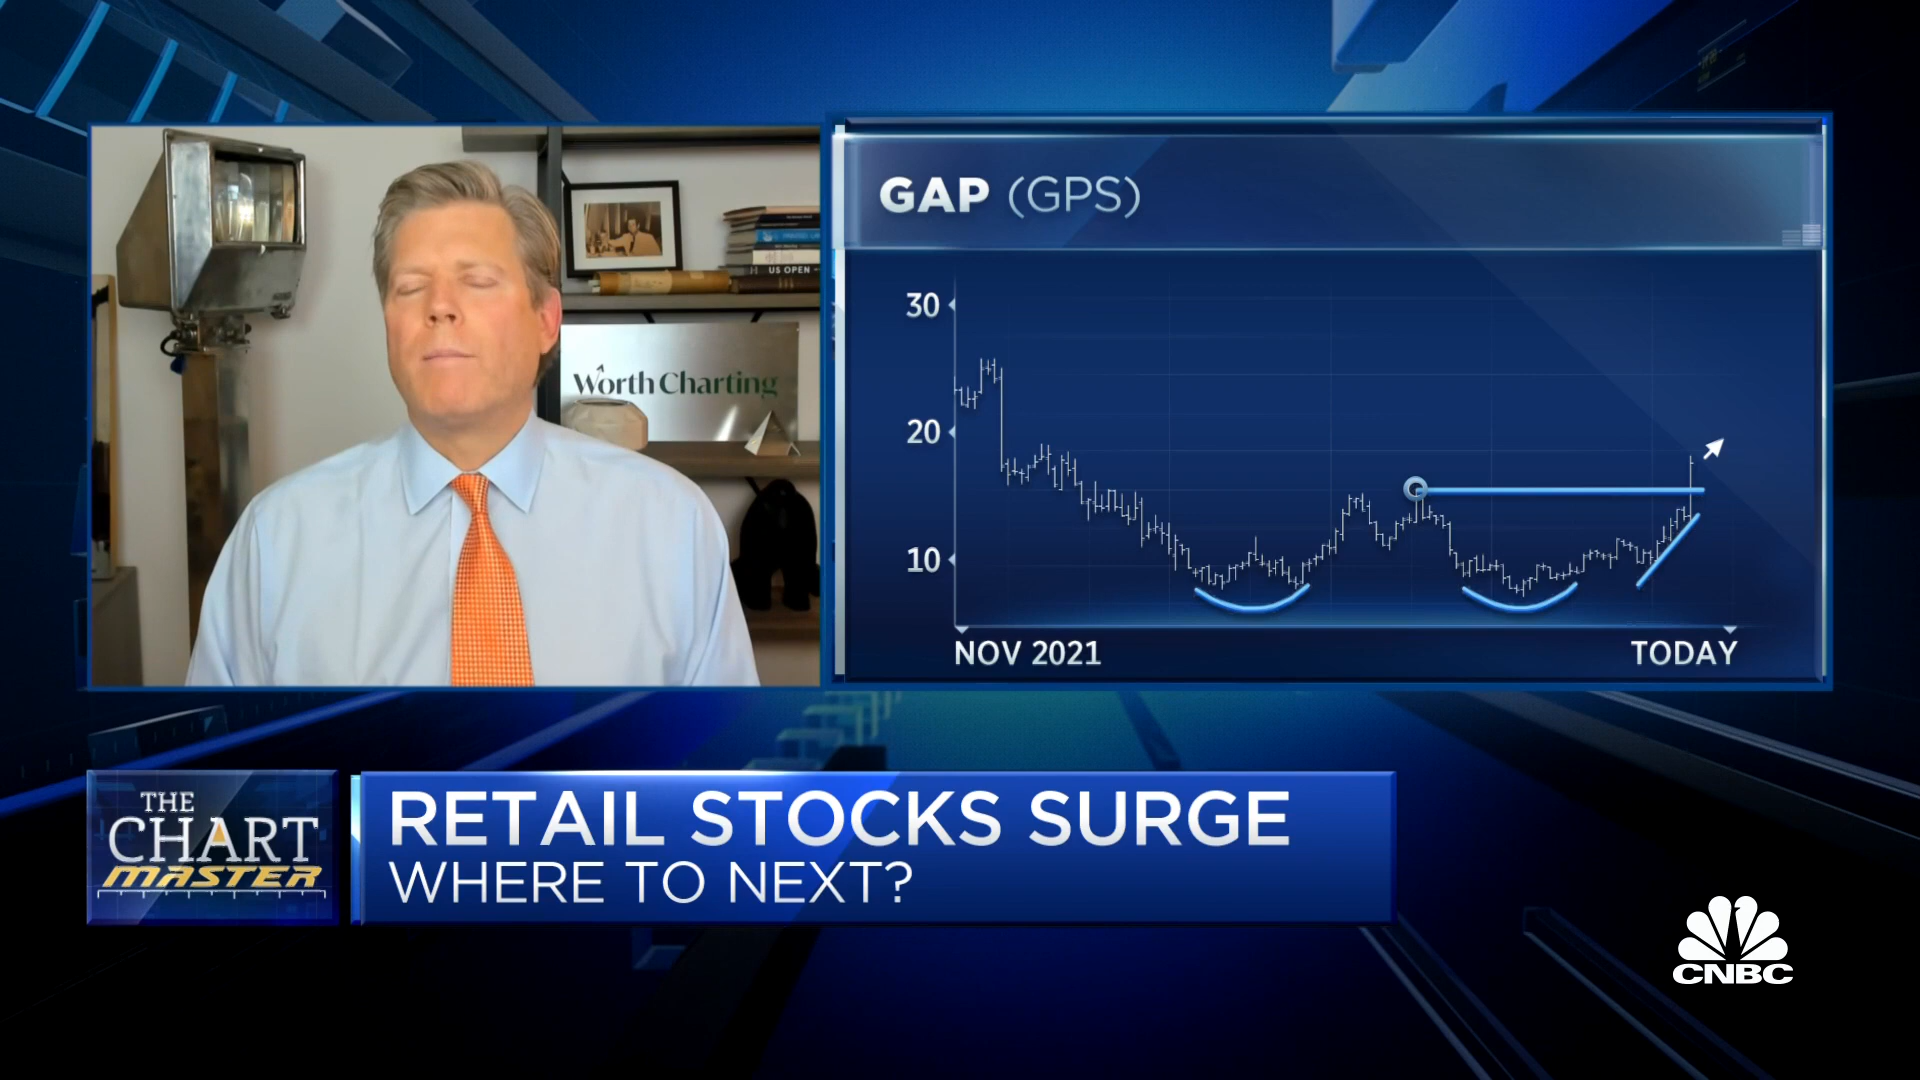 US OPEN
Worth Charting
GAP (GPS)
30
20
10
NOV 2021
TODAY
THE
CHART
MASTER
RETAIL STOCKS SURGE
WHERE TO NEXT?
CNBC